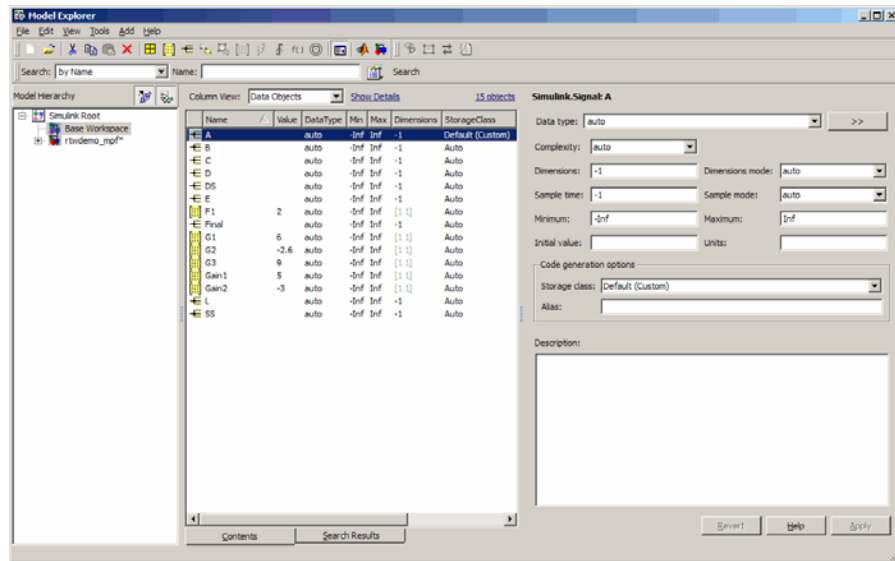 Model Explorer
File Edit View Tools Add Help
Search: by Name Name: Search
Model Hierarchy
Simulink Root
Base Workspace
rtwdemo_mpf*
Column View: Data Objects Show Details 15 objects
Name Value DataType Min Max Dimensions StorageClass
A auto -Inf Inf -1 Default (Custom)
B auto -Inf Inf -1 Auto
C auto -Inf Inf -1 Auto
D auto -Inf Inf -1 Auto
DS auto -Inf Inf -1 Auto
E auto -Inf Inf -1 Auto
F1 2 auto -Inf Inf [1 1] Auto
Final auto -Inf Inf -1 Auto
G1 6 auto -Inf Inf [1 1] Auto
G2 -2.6 auto -Inf Inf [1 1] Auto
G3 9 auto -Inf Inf [1 1] Auto
Gain1 5 auto -Inf Inf [1 1] Auto
Gain2 -3 auto -Inf Inf [1 1] Auto
L auto -Inf Inf -1 Auto
SS auto -Inf Inf -1 Auto
Contents Search Results
Simulink.Signal: A
Data type: auto >>
Complexity: auto
Dimensions: -1 Dimensions mode: auto
Sample time: -1 Sample mode: auto
Minimum: -Inf Maximum: Inf
Initial value: Units:
Code generation options
Storage class: Default (Custom)
Alias:
Description:
Revert Help Apply